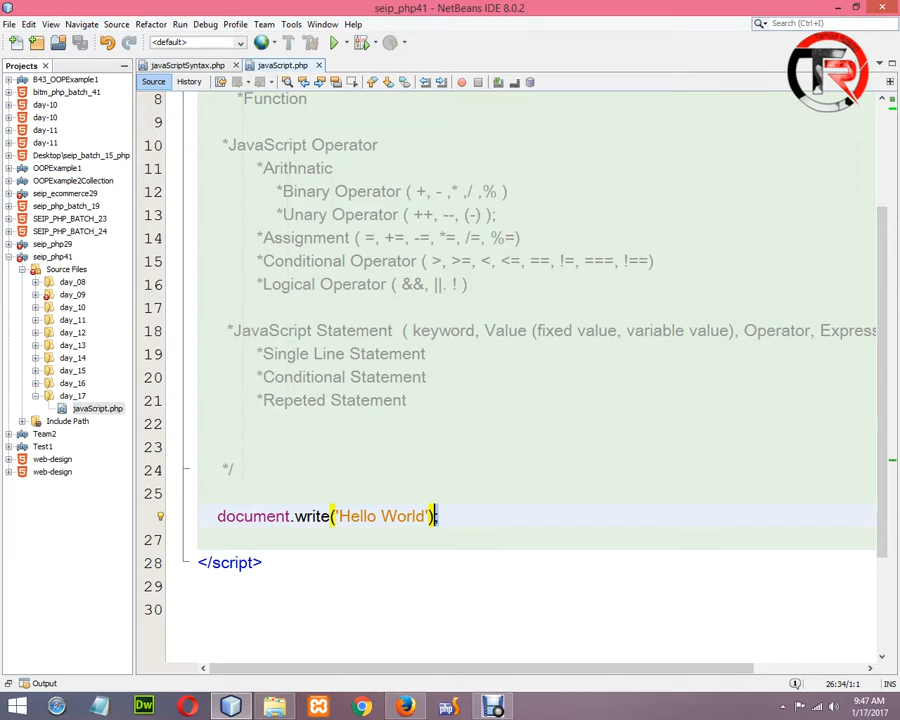 seip_php41 - NetBeans IDE 8.0.2
File Edit View Navigate Source Refactor Run Debug Profile Team Tools Window Help
<default>
Search (Ctrl+I)
Projects
javaScriptSyntax.php
javaScript.php
Source History
B43_OOPExample1
bitm_php_batch_41
day-10
day-10
day-11
day-11
Desktop\seip_batch_15_php
OOPExample1
OOPExample2Collection
seip_ecommerce29
seip_php_batch_19
SEIP_PHP_BATCH_23
SEIP_PHP_BATCH_24
seip_php29
seip_php41
Source Files
day_08
day_09
day_10
day_11
day_12
day_13
day_14
day_15
day_16
day_17
javaScript.php
Include Path
Team2
Test1
web-design
web-design
8 *Function
9
10 *JavaScript Operator
11 *Arithnatic
12 *Binary Operator ( +, - ,* ,/ ,% )
13 *Unary Operator ( ++, --, (-) );
14 *Assignment ( =, +=, -=, *=, /=, %=)
15 *Conditional Operator ( >, >=, <, <=, ==, !=, ===, !==)
16 *Logical Operator ( &&, ||. ! )
17
18 *JavaScript Statement ( keyword, Value (fixed value, variable value), Operator, Express
19 *Single Line Statement
20 *Conditional Statement
21 *Repeted Statement
22
23
24 */
25
document.write('Hello World');
27
28 </script>
29
30
Output
26:34/1:1 INS
9:47 AM
1/17/2017